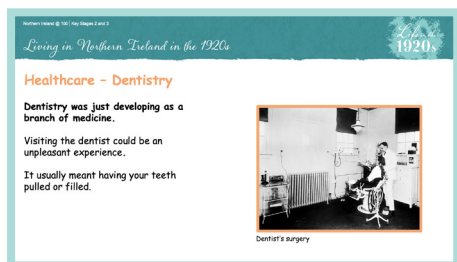 Northern Ireland @ 100 | Key Stages 2 and 3
Living in Northern Ireland in the 1920s
Life in the
1920s
Healthcare – Dentistry
Dentistry was just developing as a
branch of medicine.
Visiting the dentist could be an
unpleasant experience.
It usually meant having your teeth
pulled or filled.
Dentist's surgery